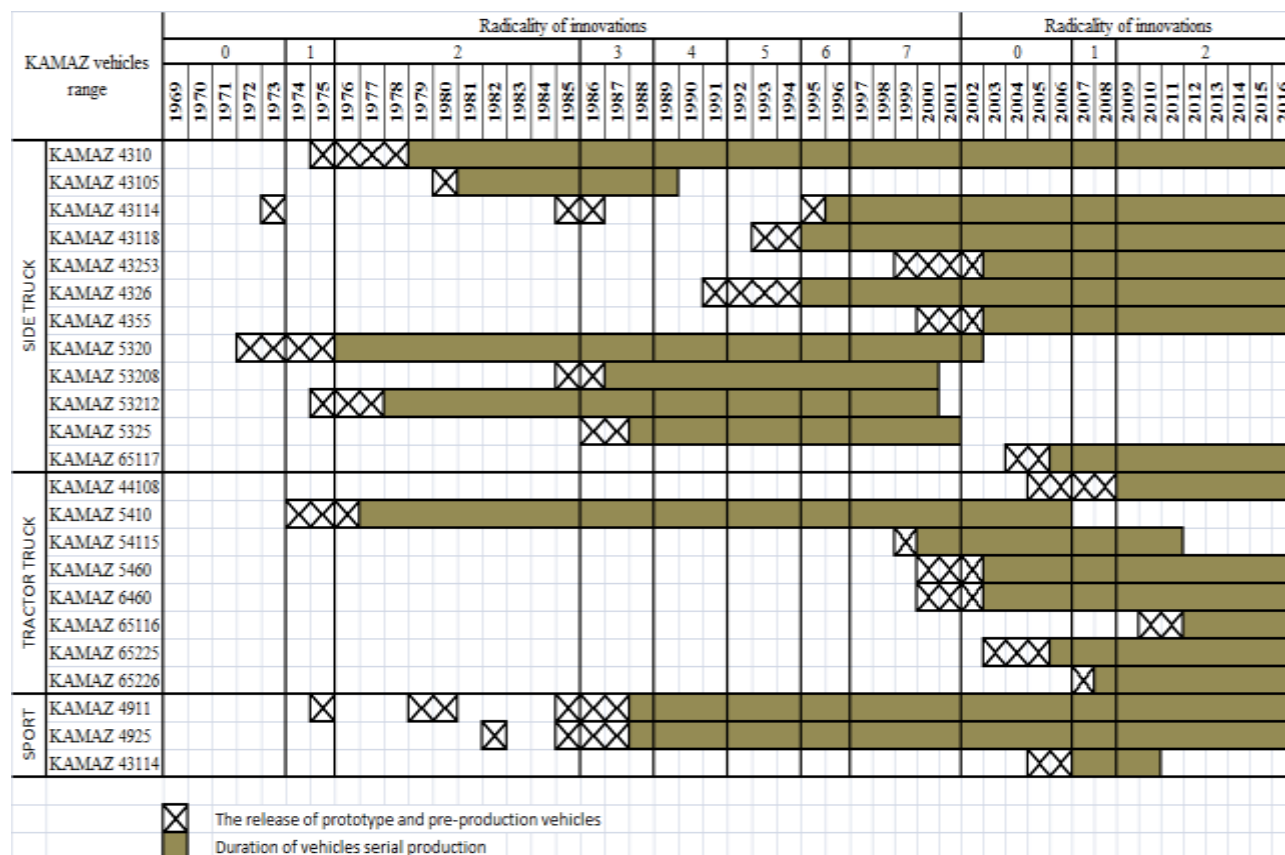 Radicality of innovations Radicality of innovations
KAMAZ vehicles range
0 1 2 3 4 5 6 7 0 1 2
1969 1970 1971 1972 1973 1974 1975 1976 1977 1978 1979 1980 1981 1982 1983 1984 1985 1986 1987 1988 1989 1990 1991 1992 1993 1994 1995 1996 1997 1998 1999 2000 2001 2002 2003 2004 2005 2006 2007 2008 2009 2010 2011 2012 2013 2014 2015 2016
SIDE TRUCK
KAMAZ 4310
KAMAZ 43105
KAMAZ 43114
KAMAZ 43118
KAMAZ 43253
KAMAZ 4326
KAMAZ 4355
KAMAZ 5320
KAMAZ 53208
KAMAZ 53212
KAMAZ 5325
KAMAZ 65117
TRACTOR TRUCK
KAMAZ 44108
KAMAZ 5410
KAMAZ 54115
KAMAZ 5460
KAMAZ 6460
KAMAZ 65116
KAMAZ 65225
KAMAZ 65226
SPORT
KAMAZ 4911
KAMAZ 4925
KAMAZ 43114
The release of prototype and pre-production vehicles
Duration of vehicles serial production